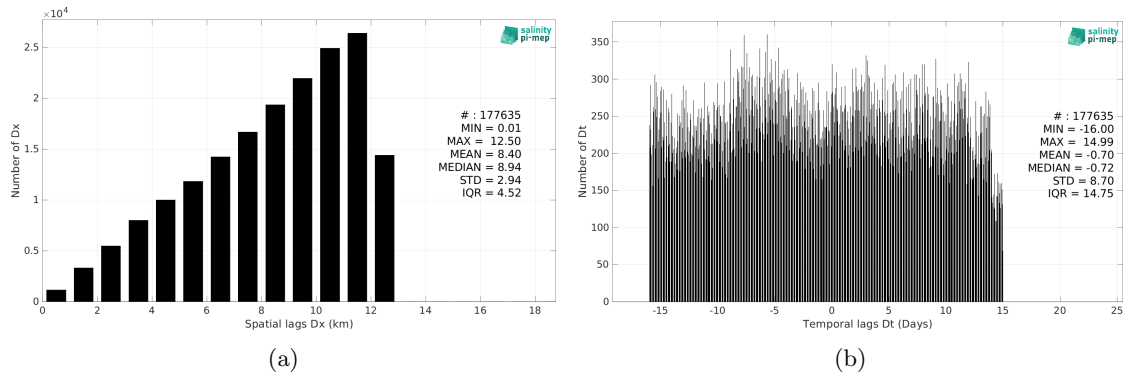 ×10⁴
salinity
pi-mep
2.5
2
1.5
1
0.5
0
Number of Dx
# : 177635
MIN = 0.01
MAX = 12.50
MEAN = 8.40
MEDIAN = 8.94
STD = 2.94
IQR = 4.52
0 2 4 6 8 10 12 14 16 18
Spatial lags Dx (km)
(a)
salinity
pi-mep
350
300
250
200
150
100
50
0
Number of Dt
# : 177635
MIN = -16.00
MAX = 14.99
MEAN = -0.70
MEDIAN = -0.72
STD = 8.70
IQR = 14.75
-15 -10 -5 0 5 10 15 20 25
Temporal lags Dt (Days)
(b)